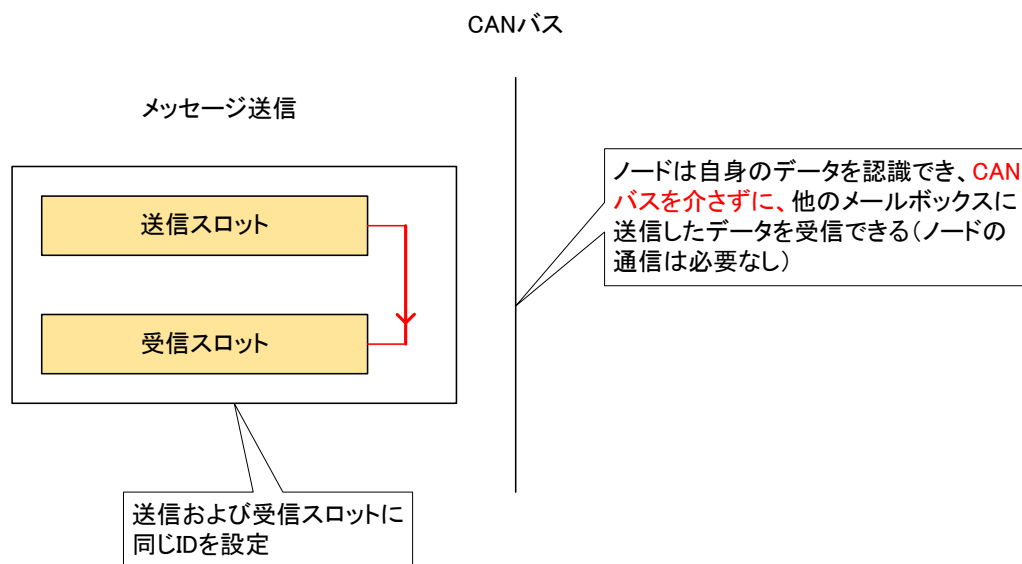 CANバス
メッセージ送信
ノードは自身のデータを認識でき、CAN
バスを介さずに、他のメールボックスに
送信したデータを受信できる（ノードの
通信は必要なし）
送信スロット
受信スロット
送信および受信スロットに
同じIDを設定